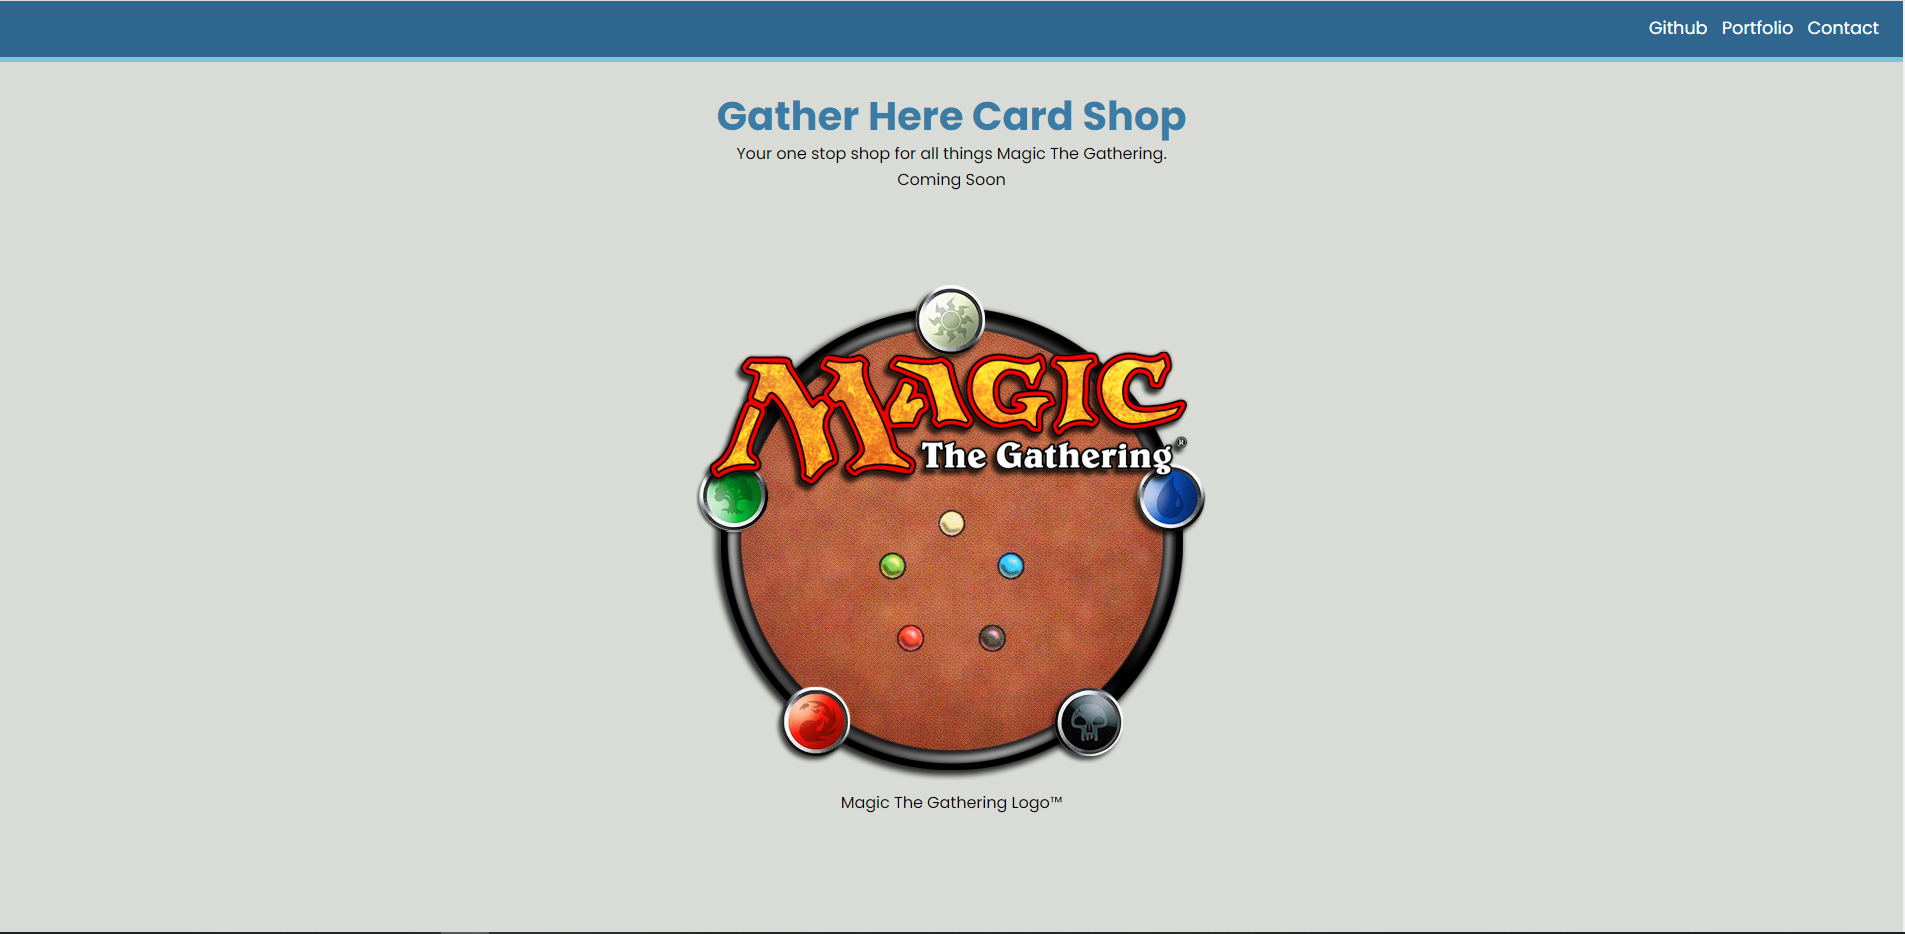 Github Portfolio Contact
Gather Here Card Shop
Your one stop shop for all things Magic The Gathering.
Coming Soon
MAGIC
The Gathering®
Magic The Gathering Logo™